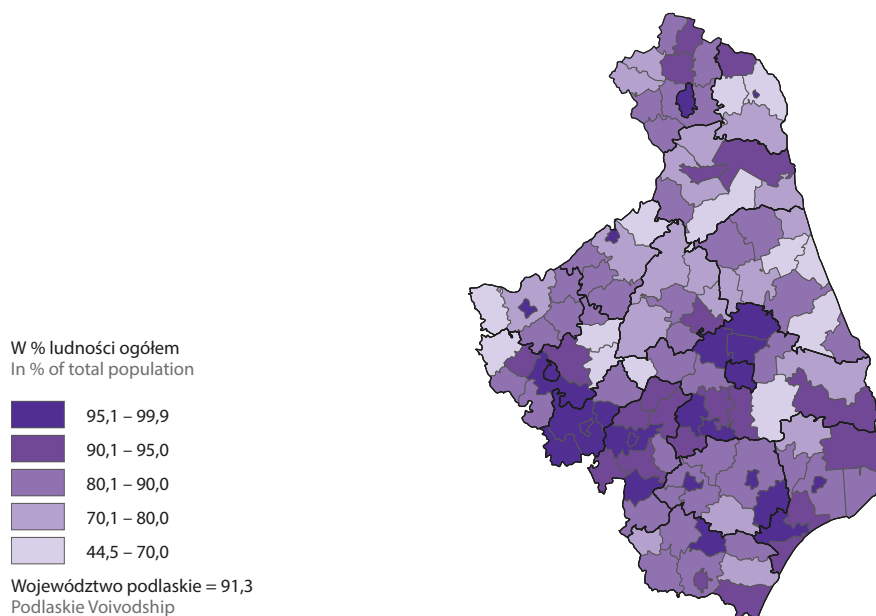 W % ludności ogółem
In % of total population
95,1 – 99,9
90,1 – 95,0
80,1 – 90,0
70,1 – 80,0
44,5 – 70,0
Województwo podlaskie = 91,3
Podlaskie Voivodship